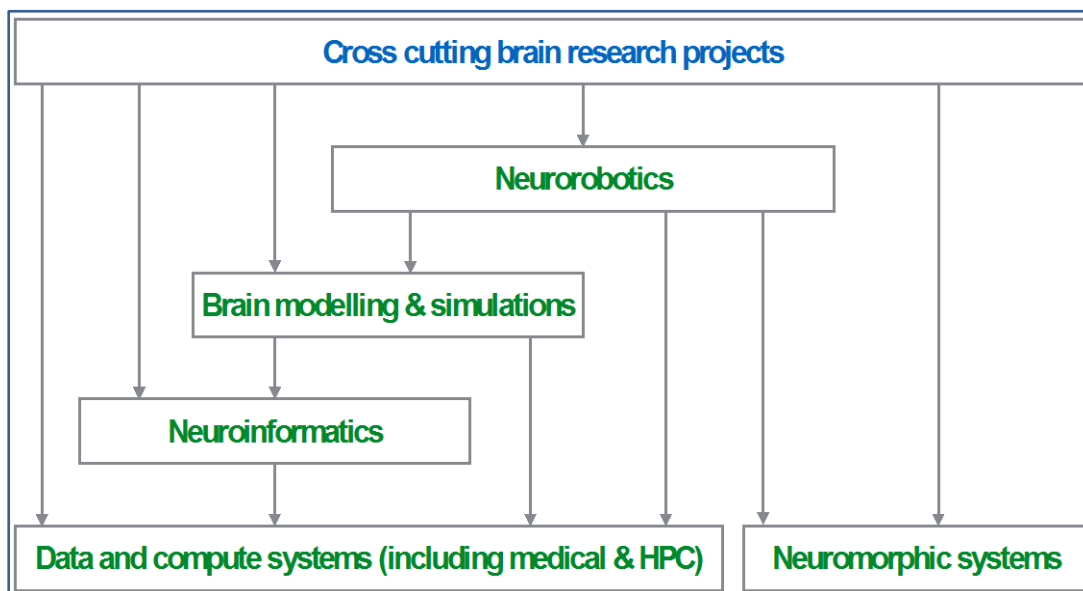 Cross cutting brain research projects
Neurorobotics
Brain modelling & simulations
Neuroinformatics
Data and compute systems (including medical & HPC)
Neuromorphic systems